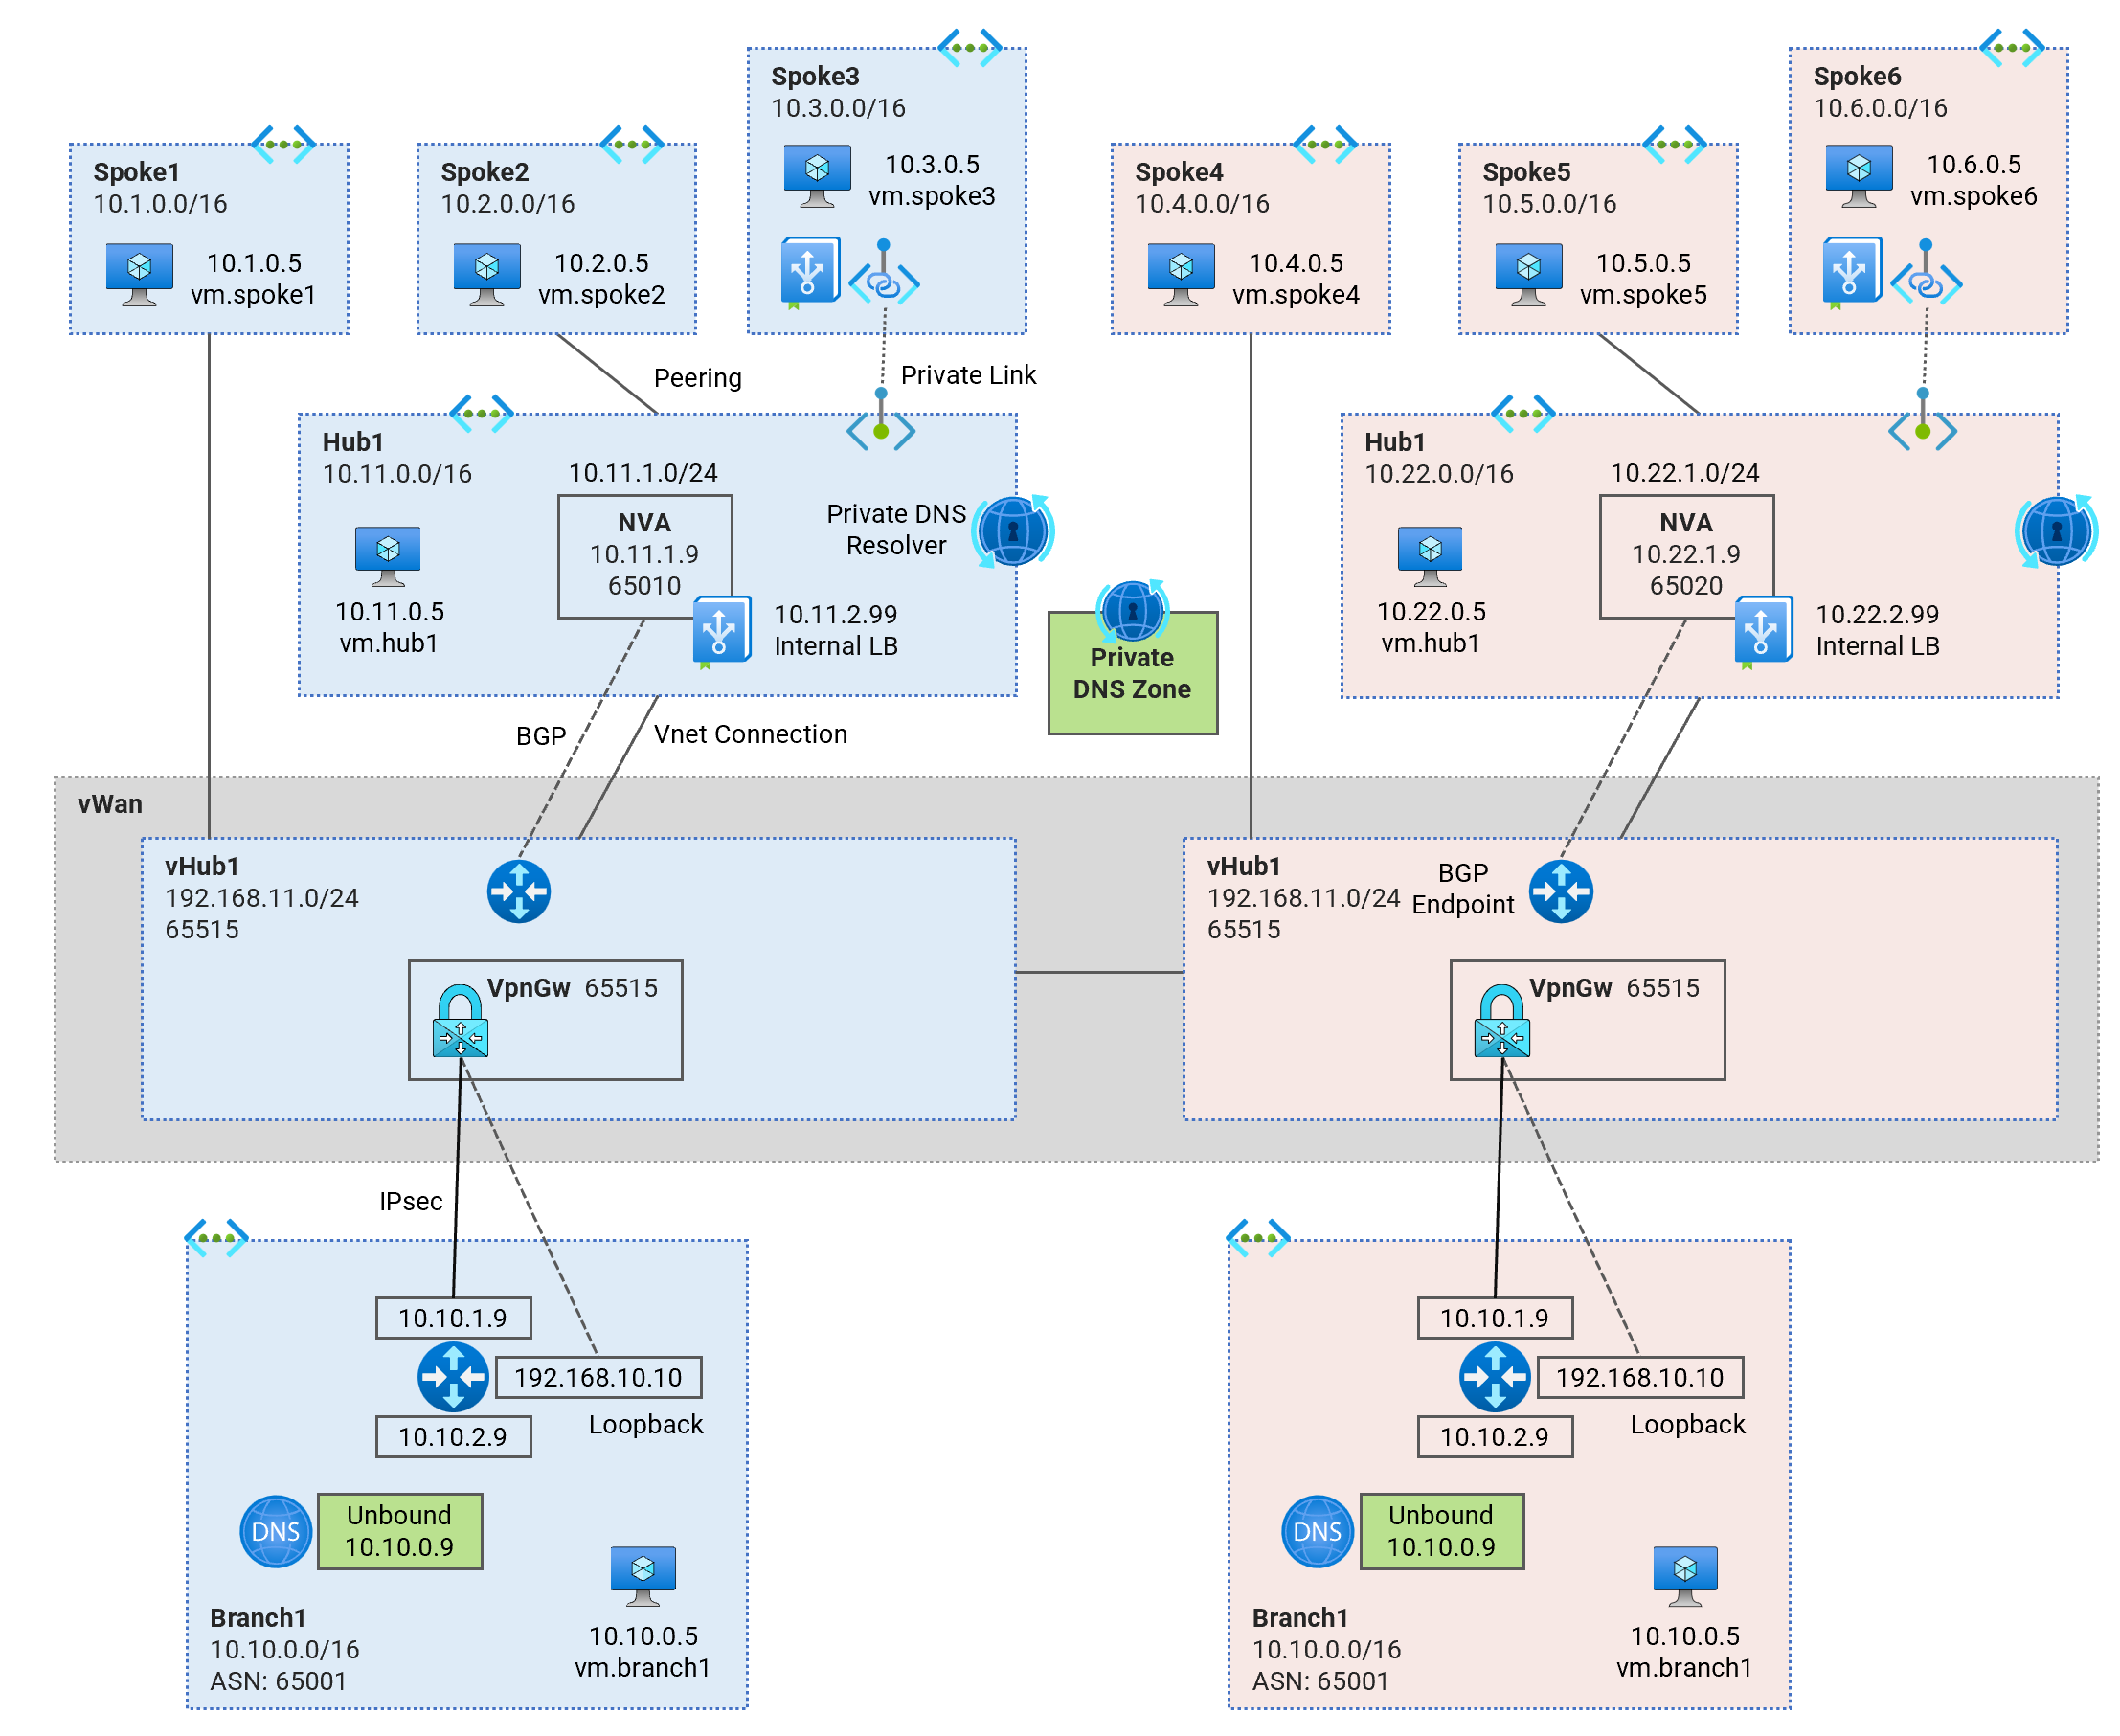 Spoke3
10.3.0.0/16
10.3.0.5
vm.spoke3
Spoke6
10.6.0.0/16
10.6.0.5
vm.spoke6
Spoke1
10.1.0.0/16
10.1.0.5
vm.spoke1
Spoke2
10.2.0.0/16
10.2.0.5
vm.spoke2
Spoke4
10.4.0.0/16
10.4.0.5
vm.spoke4
Spoke5
10.5.0.0/16
10.5.0.5
vm.spoke5
Peering
Private Link
Hub1
10.11.0.0/16
10.11.1.0/24
NVA
10.11.1.9
65010
Private DNS
Resolver
10.11.0.5
vm.hub1
10.11.2.99
Internal LB
Private
DNS Zone
Hub1
10.22.0.0/16
10.22.1.0/24
NVA
10.22.1.9
65020
10.22.0.5
vm.hub1
10.22.2.99
Internal LB
BGP
Vnet Connection
vWan
vHub1
192.168.11.0/24
65515
VpnGw 65515
vHub1
192.168.11.0/24
65515
BGP
Endpoint
VpnGw 65515
IPsec
10.10.1.9
192.168.10.10
Loopback
10.10.2.9
DNS
Unbound
10.10.0.9
Branch1
10.10.0.0/16
ASN: 65001
10.10.0.5
vm.branch1
10.10.1.9
192.168.10.10
Loopback
10.10.2.9
DNS
Unbound
10.10.0.9
Branch1
10.10.0.0/16
ASN: 65001
10.10.0.5
vm.branch1